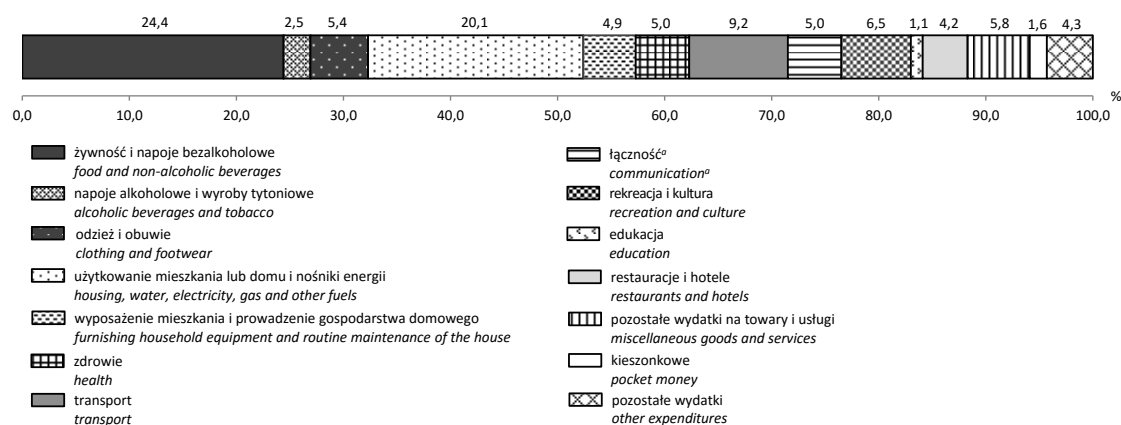 24,4 2,5 5,4 20,1 4,9 5,0 9,2 5,0 6,5 1,1 4,2 5,8 1,6 4,3
%
0,0 10,0 20,0 30,0 40,0 50,0 60,0 70,0 80,0 90,0 100,0
żywność i napoje bezalkoholowe
food and non-alcoholic beverages
napoje alkoholowe i wyroby tytoniowe
alcoholic beverages and tobacco
odzież i obuwie
clothing and footwear
użytkowanie mieszkania lub domu i nośniki energii
housing, water, electricity, gas and other fuels
wyposażenie mieszkania i prowadzenie gospodarstwa domowego
furnishing household equipment and routine maintenance of the house
zdrowie
health
transport
transport
łącznośćᵃ
communicationᵃ
rekreacja i kultura
recreation and culture
edukacja
education
restauracje i hotele
restaurants and hotels
pozostałe wydatki na towary i usługi
miscellaneous goods and services
kieszonkowe
pocket money
pozostałe wydatki
other expenditures